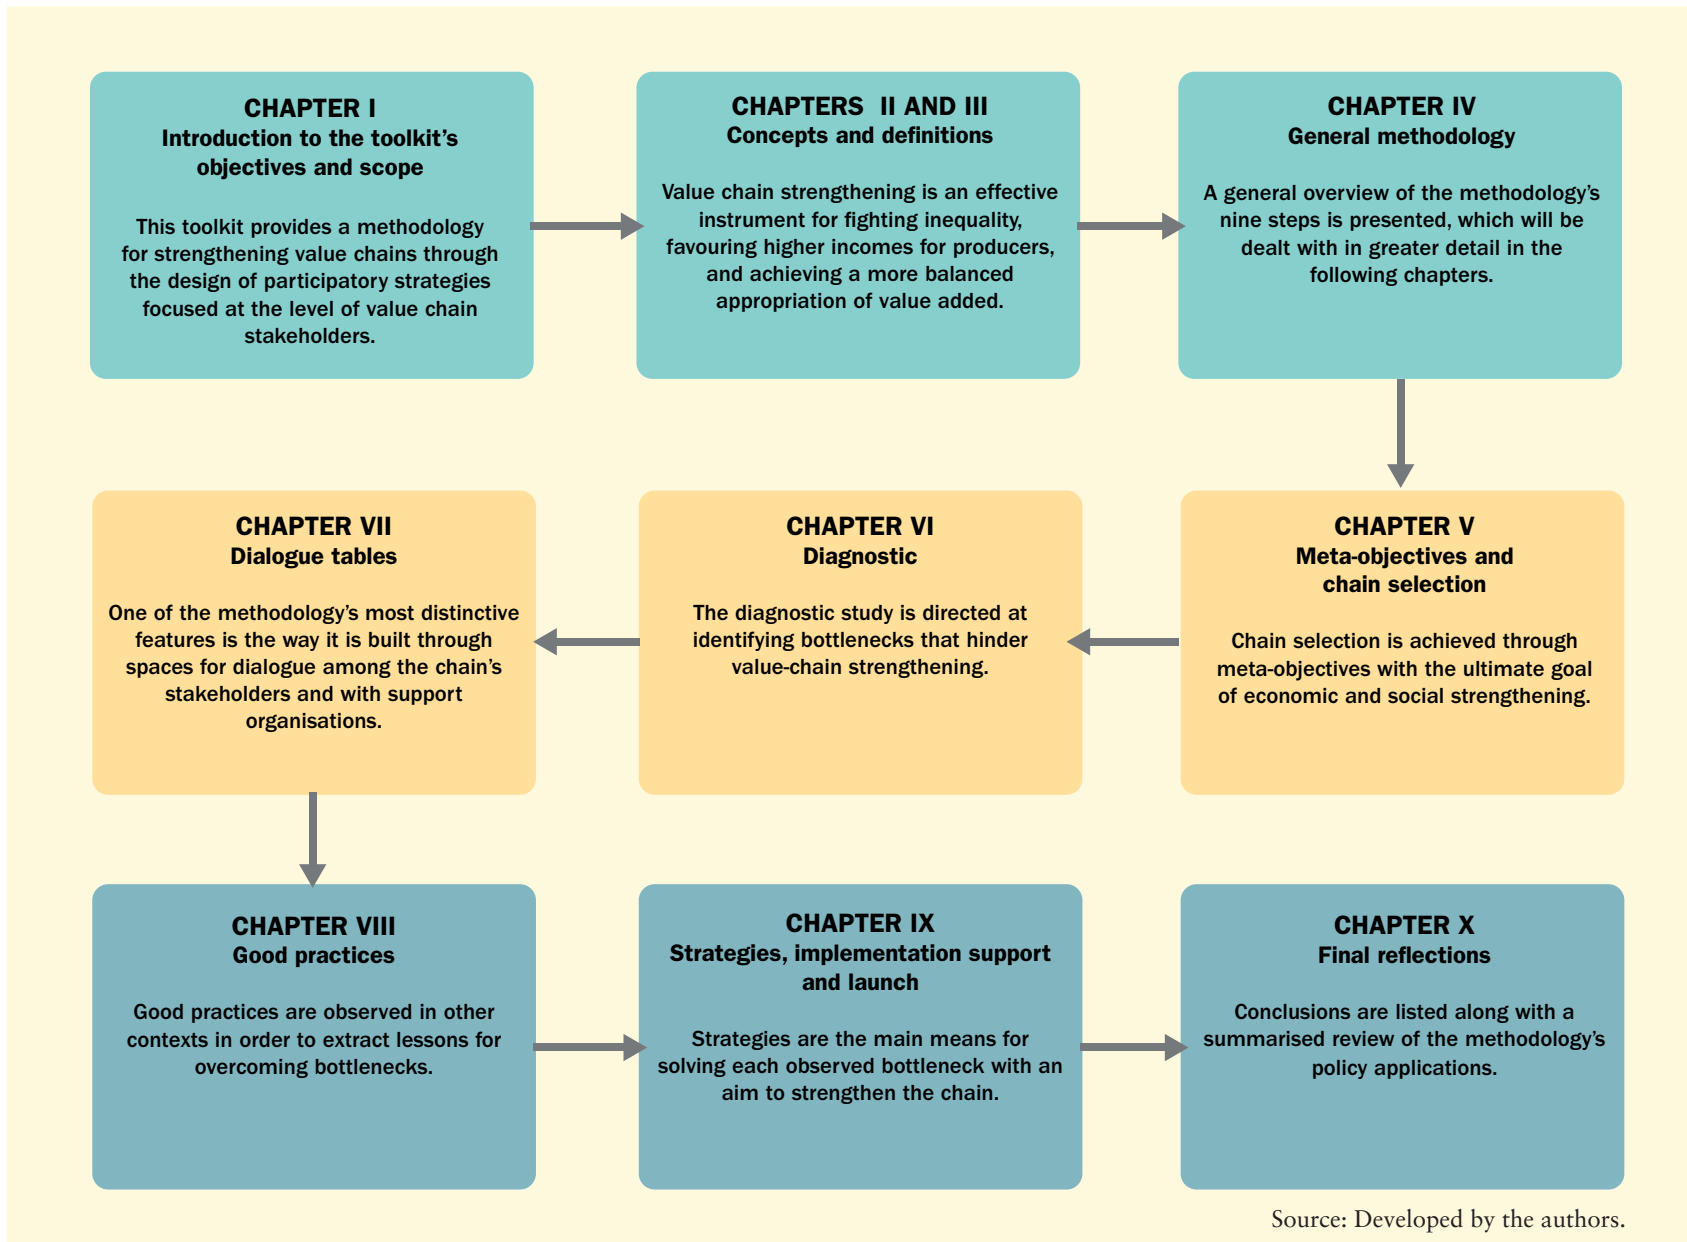 CHAPTER I
Introduction to the toolkit's
objectives and scope
This toolkit provides a methodology
for strengthening value chains through
the design of participatory strategies
focused at the level of value chain
stakeholders.
CHAPTERS II AND III
Concepts and definitions
Value chain strengthening is an effective
instrument for fighting inequality,
favouring higher incomes for producers,
and achieving a more balanced
appropriation of value added.
CHAPTER IV
General methodology
A general overview of the methodology's
nine steps is presented, which will be
dealt with in greater detail in the
following chapters.
CHAPTER V
Meta-objectives and
chain selection
Chain selection is achieved through
meta-objectives with the ultimate goal
of economic and social strengthening.
CHAPTER VI
Diagnostic
The diagnostic study is directed at
identifying bottlenecks that hinder
value-chain strengthening.
CHAPTER VII
Dialogue tables
One of the methodology's most distinctive
features is the way it is built through
spaces for dialogue among the chain's
stakeholders and with support
organisations.
CHAPTER VIII
Good practices
Good practices are observed in other
contexts in order to extract lessons for
overcoming bottlenecks.
CHAPTER IX
Strategies, implementation support
and launch
Strategies are the main means for
solving each observed bottleneck with an
aim to strengthen the chain.
CHAPTER X
Final reflections
Conclusions are listed along with a
summarised review of the methodology's
policy applications.
Source: Developed by the authors.